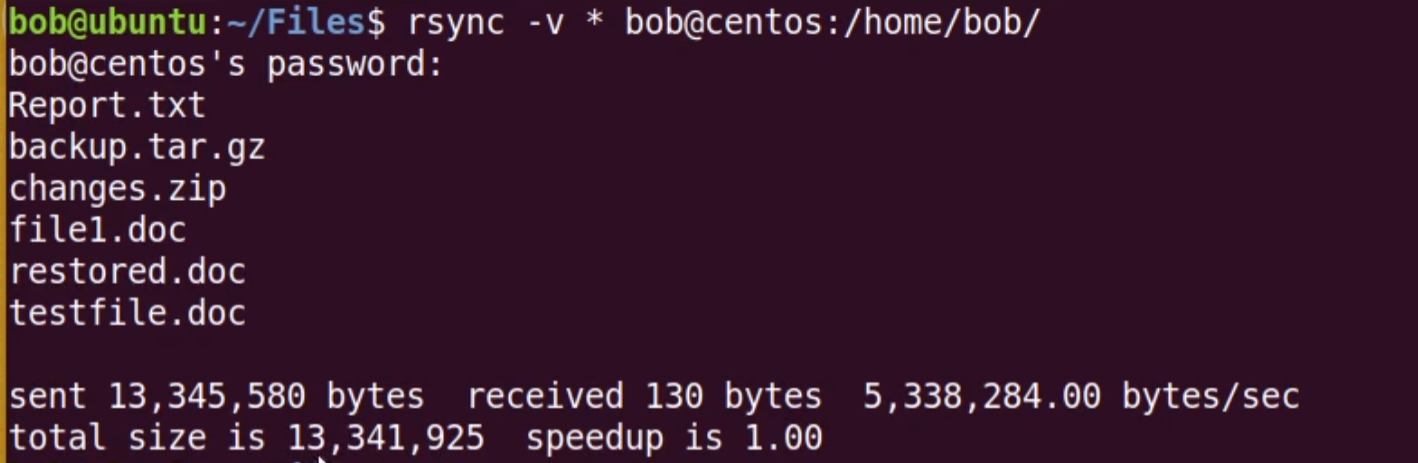 bob@ubuntu:~/Files$ rsync -v * bob@centos:/home/bob/
bob@centos's password:
Report.txt
backup.tar.gz
changes.zip
file1.doc
restored.doc
testfile.doc
sent 13,345,580 bytes  received 130 bytes  5,338,284.00 bytes/sec
total size is 13,341,925  speedup is 1.00